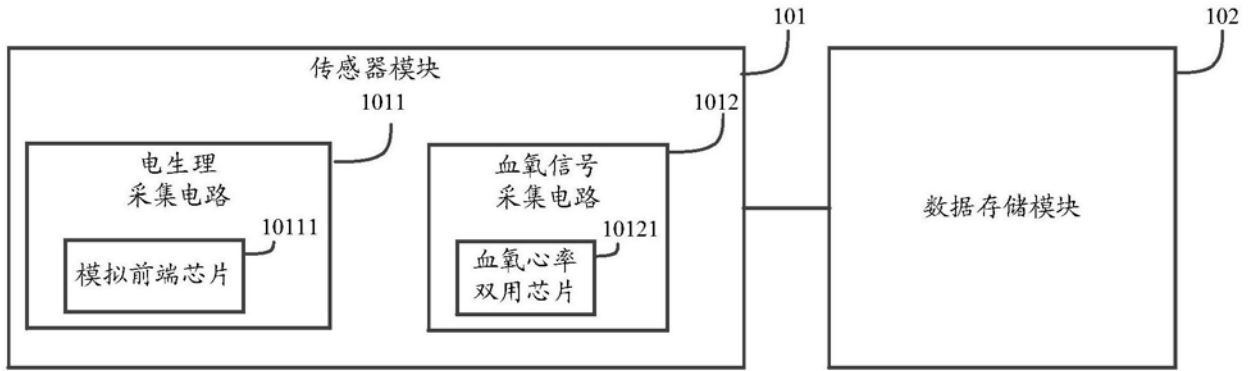 101
102
传感器模块
1011
1012
电生理
采集电路
血氧信号
采集电路
数据存储模块
10111
10121
模拟前端芯片
血氧心率
双用芯片